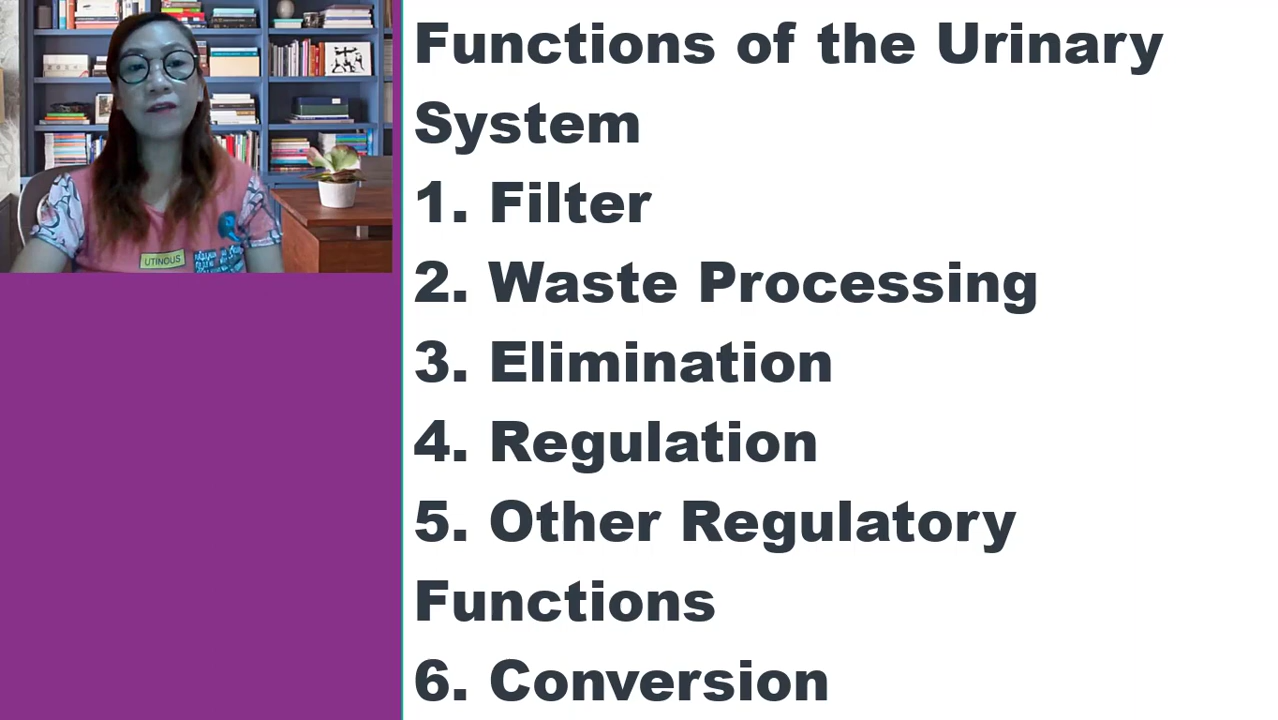 Functions of the Urinary
System
1. Filter
2. Waste Processing
3. Elimination
4. Regulation
5. Other Regulatory
Functions
6. Conversion
UTINOUS